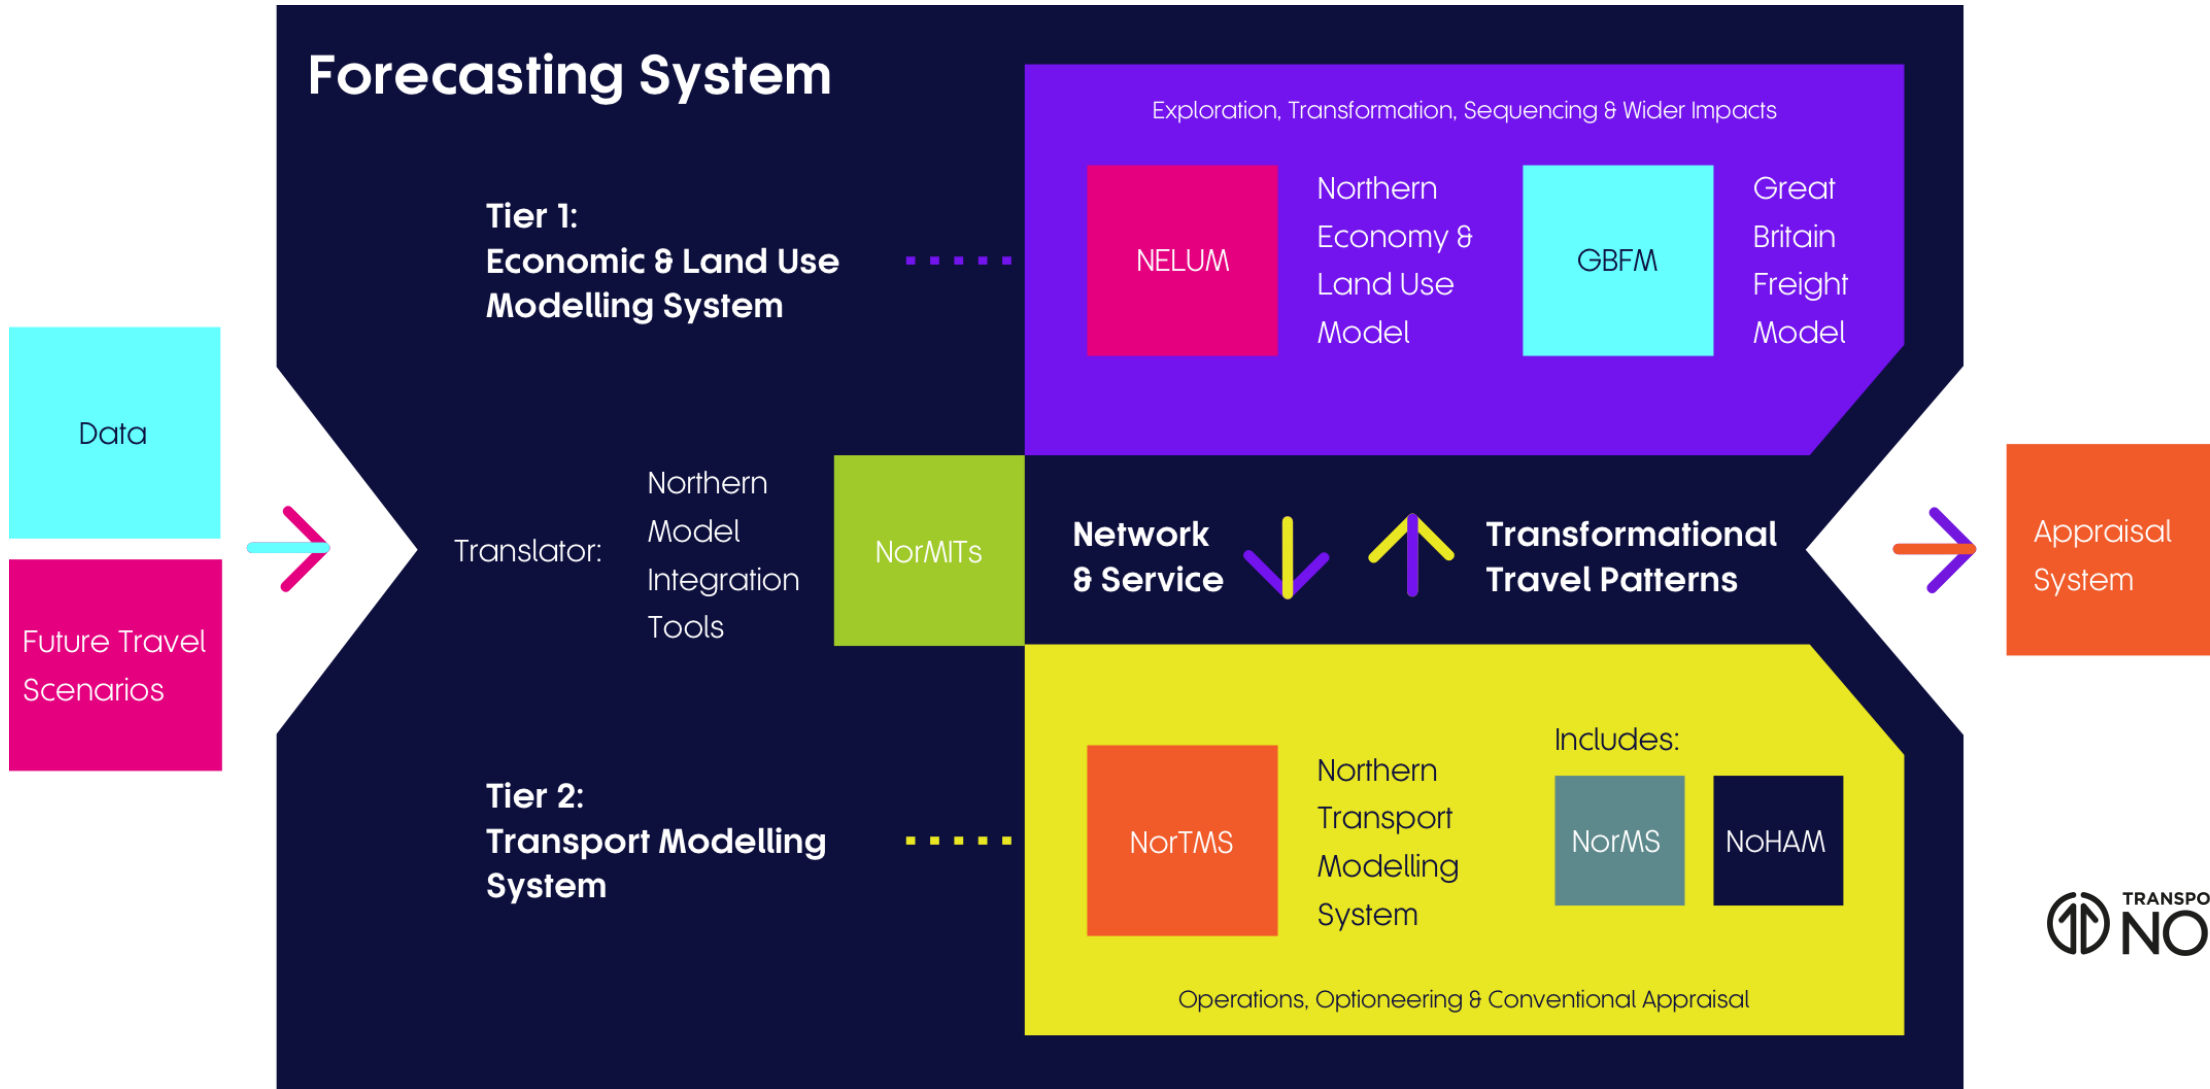 Forecasting System
Exploration, Transformation, Sequencing & Wider Impacts
Tier 1:
Economic & Land Use
Modelling System
NELUM
Northern
Economy &
Land Use
Model
GBFM
Great
Britain
Freight
Model
Data
Future Travel
Scenarios
Translator:
Northern
Model
Integration
Tools
NorMITs
Network
& Service
Transformational
Travel Patterns
Appraisal
System
Tier 2:
Transport Modelling
System
NorTMS
Northern
Transport
Modelling
System
Includes:
NorMS
NoHAM
Operations, Optioneering & Conventional Appraisal
TRANSPO
NO